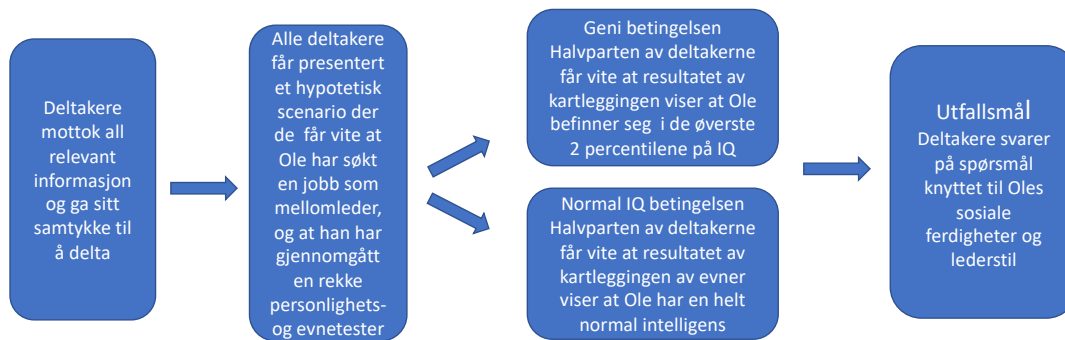 Deltakere
mottok all
relevant
informasjon
og ga sitt
samtykke til
å delta
Alle deltakere
får presentert
et hypotetisk
scenario der
de får vite at
Ole har søkt
en jobb som
mellomleder,
og at han har
gjennomgått
en rekke
personlighets-
og evnetester
Geni betingelsen
Halvparten av deltakerne
får vite at resultatet av
kartleggingen viser at Ole
befinner seg i de øverste
2 percentilene på IQ
Normal IQ betingelsen
Halvparten av deltakerne
får vite at resultatet av
kartleggingen av evner
viser at Ole har en helt
normal intelligens
Utfallsmål
Deltakere svarer
på spørsmål
knyttet til Oles
sosiale
ferdigheter og
lederstil